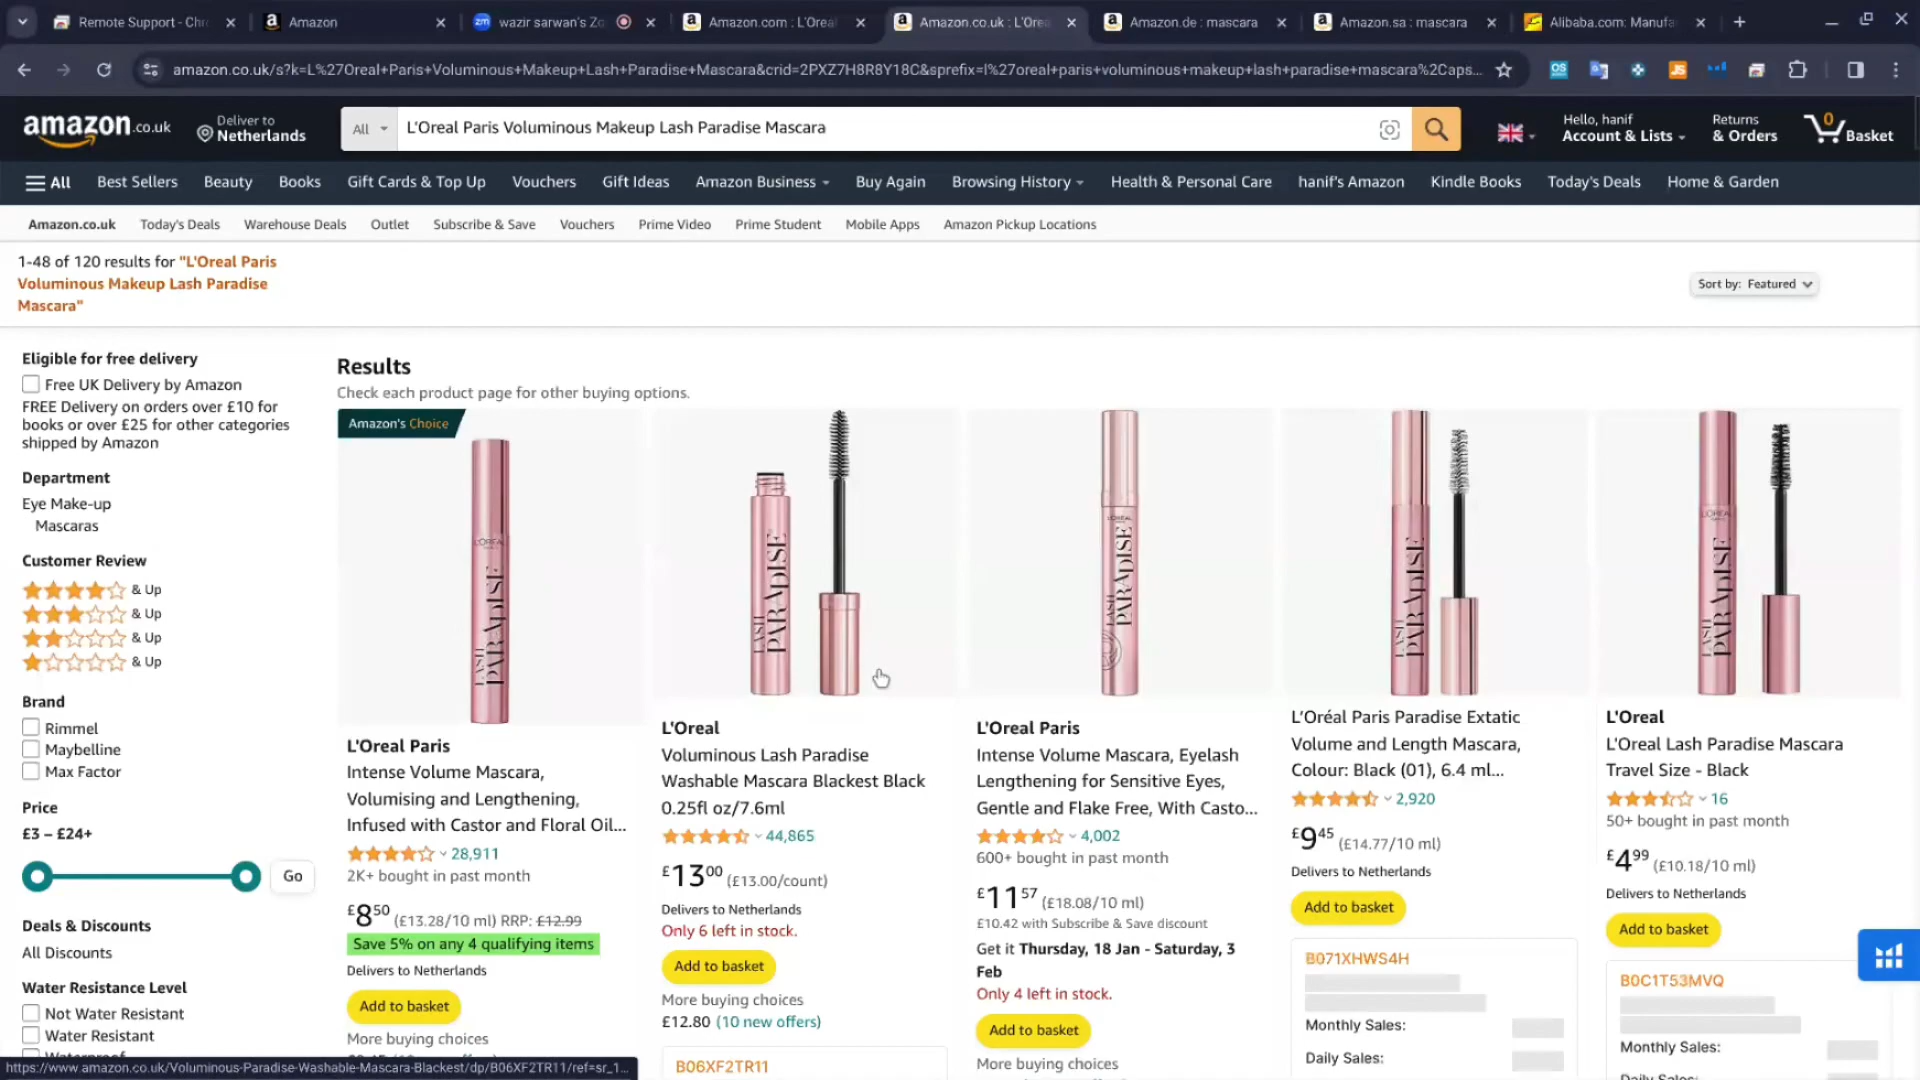 Remote Support - Chr
Amazon
wazir sarwan's Zo
Amazon.com : L'Orea
Amazon.co.uk : L'Orea
Amazon.de : mascara
Amazon.sa : mascara
Alibaba.com: Manufa
amazon.co.uk/s?k=L%27Oreal+Paris+Voluminous+Makeup+Lash+Paradise+Mascara&crid=2PXZ7H8R8Y18C&sprefix=l%27oreal+paris+voluminous+makeup+lash+paradise+mascara%2Caps...
amazon.co.uk
Deliver to
Netherlands
All
L'Oreal Paris Voluminous Makeup Lash Paradise Mascara
Hello, hanif
Account & Lists
Returns
& Orders
0
Basket
All
Best Sellers
Beauty
Books
Gift Cards & Top Up
Vouchers
Gift Ideas
Amazon Business
Buy Again
Browsing History
Health & Personal Care
hanif's Amazon
Kindle Books
Today's Deals
Home & Garden
Amazon.co.uk
Today's Deals
Warehouse Deals
Outlet
Subscribe & Save
Vouchers
Prime Video
Prime Student
Mobile Apps
Amazon Pickup Locations
1-48 of 120 results for "L'Oreal Paris
Voluminous Makeup Lash Paradise
Mascara"
Sort by: Featured
Eligible for free delivery
Free UK Delivery by Amazon
FREE Delivery on orders over £10 for
books or over £25 for other categories
shipped by Amazon
Department
Eye Make-up
Mascaras
Customer Review
& Up
& Up
& Up
& Up
Brand
Rimmel
Maybelline
Max Factor
Price
£3 – £24+
Go
Deals & Discounts
All Discounts
Water Resistance Level
Not Water Resistant
Water Resistant
Waterproof
Results
Check each product page for other buying options.
Amazon's Choice
L'ORÉAL
LASH
PARADISE
L'Oreal Paris
Intense Volume Mascara,
Volumising and Lengthening,
Infused with Castor and Floral Oil...
28,911
2K+ bought in past month
£8.50 (£13.28/10 ml) RRP: £12.99
Save 5% on any 4 qualifying items
Delivers to Netherlands
Add to basket
More buying choices
LASH
PARADISE
L'Oreal
Voluminous Lash Paradise
Washable Mascara Blackest Black
0.25fl oz/7.6ml
44,865
£13.00 (£13.00/count)
Delivers to Netherlands
Only 6 left in stock.
Add to basket
More buying choices
£12.80 (10 new offers)
B06XF2TR11
L'ORÉAL
LASH
PARADISE
L'Oreal Paris
Intense Volume Mascara, Eyelash
Lengthening for Sensitive Eyes,
Gentle and Flake Free, With Casto...
4,002
600+ bought in past month
£11.57 (£18.08/10 ml)
£10.42 with Subscribe & Save discount
Get it Thursday, 18 Jan - Saturday, 3
Feb
Only 4 left in stock.
Add to basket
More buying choices
LASH
PARADISE
L'Oréal Paris Paradise Extatic
Volume and Length Mascara,
Colour: Black (01), 6.4 ml...
2,920
£9.45 (£14.77/10 ml)
Delivers to Netherlands
Add to basket
B071XHWS4H
Monthly Sales:
Daily Sales:
L'ORÉAL
LASH
PARADISE
L'Oreal
L'Oreal Lash Paradise Mascara
Travel Size - Black
16
50+ bought in past month
£4.99 (£10.18/10 ml)
Delivers to Netherlands
Add to basket
B0C1T53MVQ
Monthly Sales:
Daily Sales:
https://www.amazon.co.uk/Voluminous-Paradise-Washable-Mascara-Blackest/dp/B06XF2TR11/ref=sr_1...